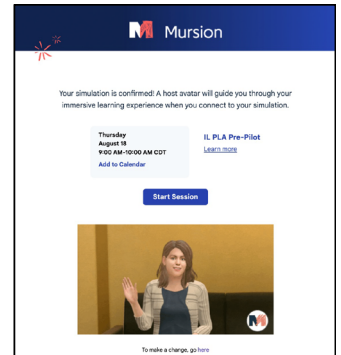 Mursion
Your simulation is confirmed! A host avatar will guide you through your
immersive learning experience when you connect to your simulation.
Thursday
August 18
9:00 AM-10:00 AM CDT
Add to Calendar
IL PLA Pre-Pilot
Learn more
Start Session
To make a change, go here